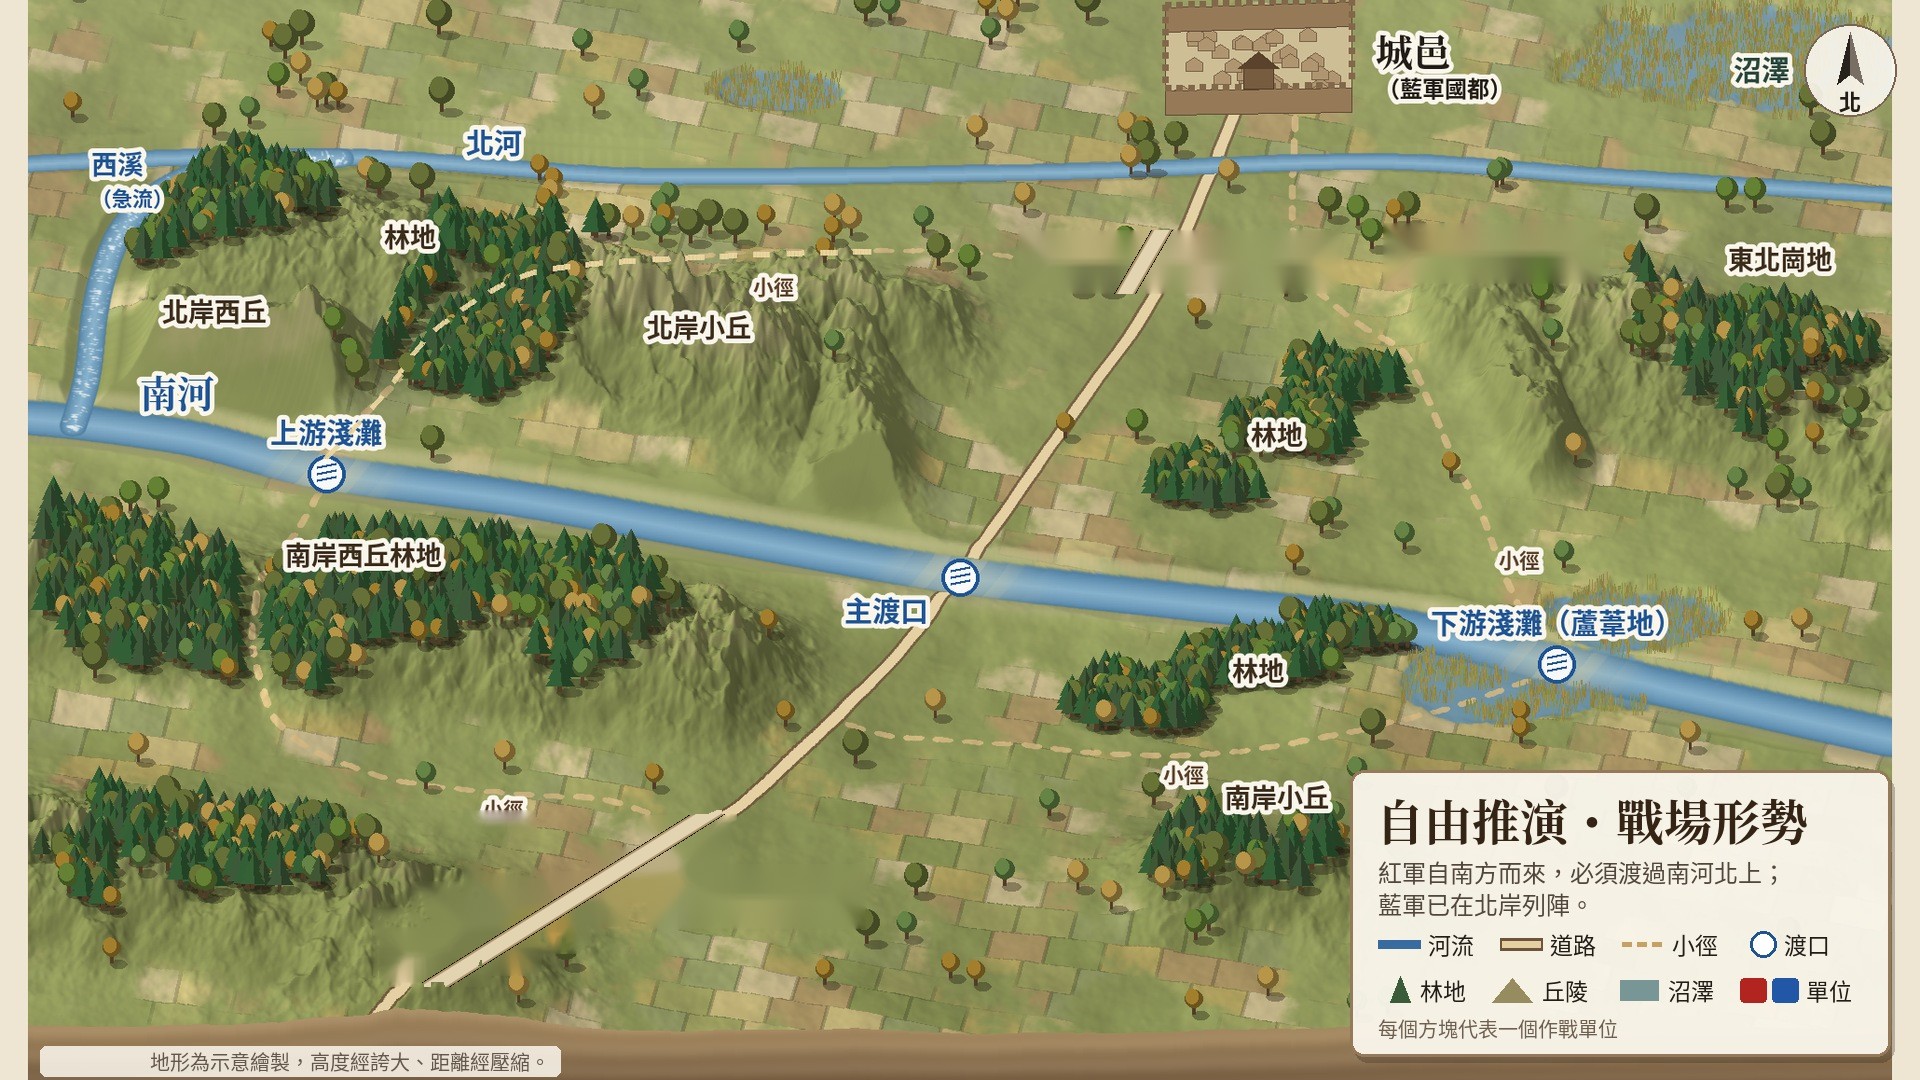 城邑
（藍軍國都）
沼澤
北
北河
西溪
（急流）
林地
東北崗地
小徑
北岸西丘
北岸小丘
南河
上游淺灘
林地
南岸西丘林地
小徑
主渡口
下游淺灘（蘆葦地）
林地
小徑
南岸小丘
小徑
自由推演・戰場形勢
紅軍自南方而來，必須渡過南河北上；
藍軍已在北岸列陣。
河流 道路 小徑 渡口
林地 丘陵 沼澤 單位
每個方塊代表一個作戰單位
地形為示意繪製，高度經誇大、距離經壓縮。